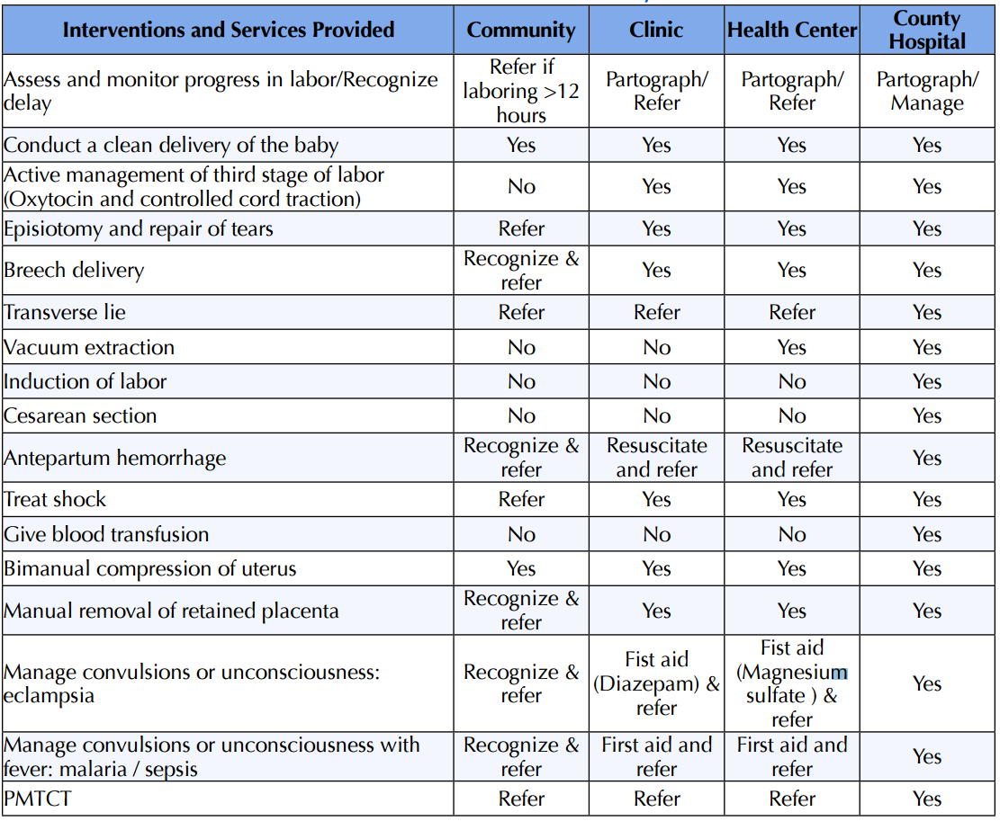 Interventions and Services Provided Community Clinic Health Center County
Hospital
Assess and monitor progress in labor/Recognize
delay
Refer if
laboring >12
hours
Partograph/
Refer
Partograph/
Refer
Partograph/
Manage
Conduct a clean delivery of the baby Yes Yes Yes Yes
Active management of third stage of labor
(Oxytocin and controlled cord traction)
No Yes Yes Yes
Episiotomy and repair of tears Refer Yes Yes Yes
Breech delivery
Recognize &
refer
Yes Yes Yes
Transverse lie Refer Refer Refer Yes
Vacuum extraction No No Yes Yes
Induction of labor No No No Yes
Cesarean section No No No Yes
Antepartum hemorrhage
Recognize &
refer
Resuscitate
and refer
Resuscitate
and refer
Yes
Treat shock Refer Yes Yes Yes
Give blood transfusion No No No Yes
Bimanual compression of uterus Yes Yes Yes Yes
Manual removal of retained placenta
Recognize &
refer
Yes Yes Yes
Manage convulsions or unconsciousness:
eclampsia
Recognize &
refer
Fist aid
(Diazepam) &
refer
Fist aid
(Magnesium
sulfate ) &
refer
Yes
Manage convulsions or unconsciousness with
fever: malaria / sepsis
Recognize &
refer
First aid and
refer
First aid and
refer
Yes
PMTCT Refer Refer Refer Yes